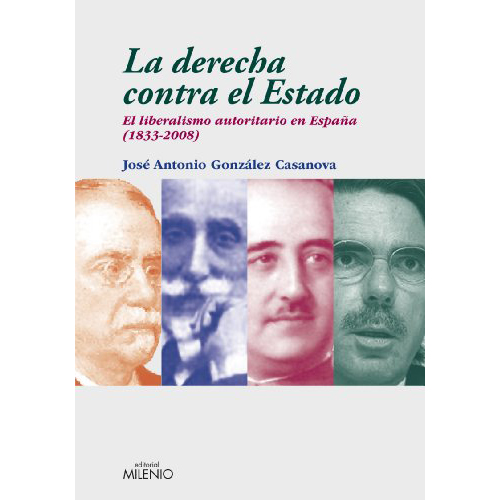 La derecha
contra el Estado
El liberalismo autoritario en España
(1833-2008)
José Antonio González Casanova
editorial
MILENIO